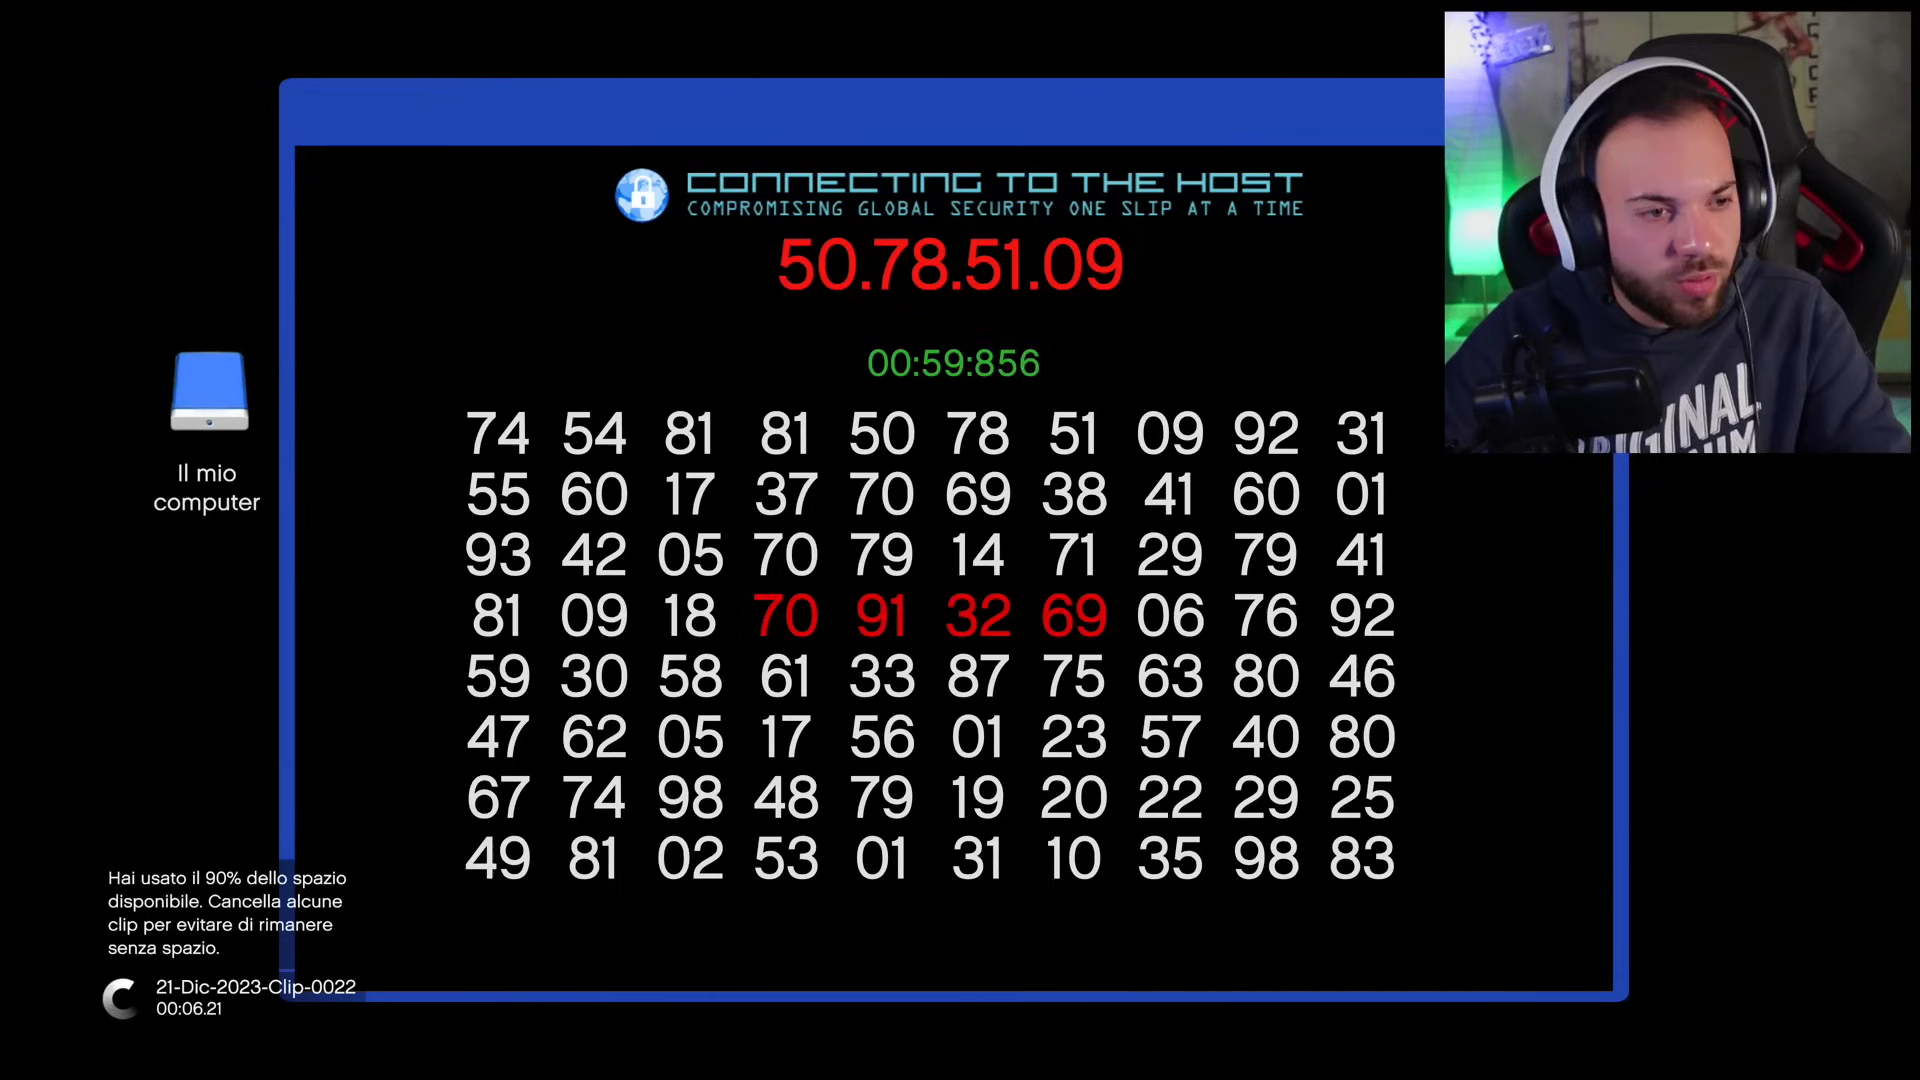 CONNECTING TO THE HOST
COMPROMISING GLOBAL SECURITY ONE SLIP AT A TIME
50.78.51.09
00:59:856
74 54 81 81 50 78 51 09 92 31
55 60 17 37 70 69 38 41 60 01
93 42 05 70 79 14 71 29 79 41
81 09 18 70 91 32 69 06 76 92
59 30 58 61 33 87 75 63 80 46
47 62 05 17 56 01 23 57 40 80
67 74 98 48 79 19 20 22 29 25
49 81 02 53 01 31 10 35 98 83
Il mio
computer
Hai usato il 90% dello spazio
disponibile. Cancella alcune
clip per evitare di rimanere
senza spazio.
21-Dic-2023-Clip-0022
00:06.21